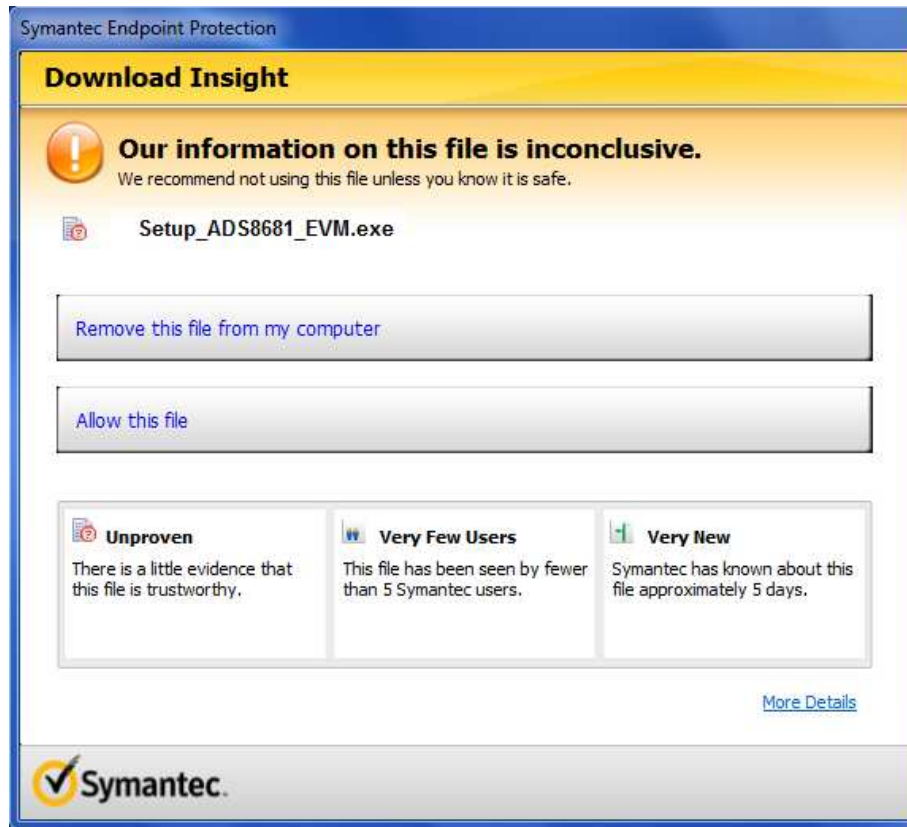 Symantec Endpoint Protection
Download Insight
Our information on this file is inconclusive.
We recommend not using this file unless you know it is safe.
Setup_ADS8681_EVM.exe
Remove this file from my computer
Allow this file
Unproven
There is a little evidence that
this file is trustworthy.
Very Few Users
This file has been seen by fewer
than 5 Symantec users.
Very New
Symantec has known about this
file approximately 5 days.
More Details
Symantec.